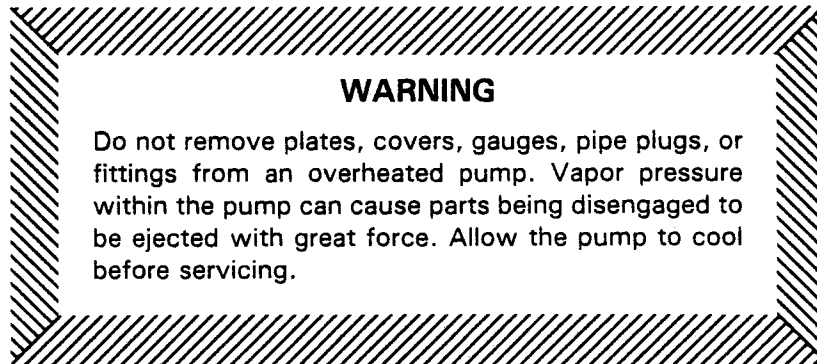 WARNING
Do not remove plates, covers, gauges, pipe plugs, or
fittings from an overheated pump. Vapor pressure
within the pump can cause parts being disengaged to
be ejected with great force. Allow the pump to cool
before servicing.